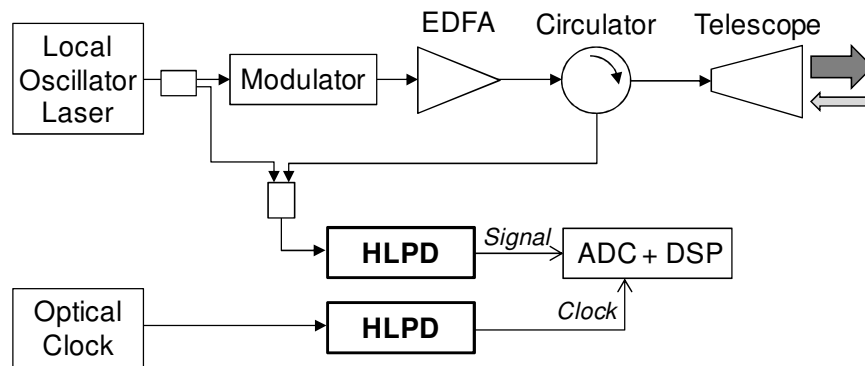 EDFA
Circulator
Telescope
Local
Oscillator
Laser
Modulator
HLPD
Signal
ADC + DSP
Optical
Clock
HLPD
Clock